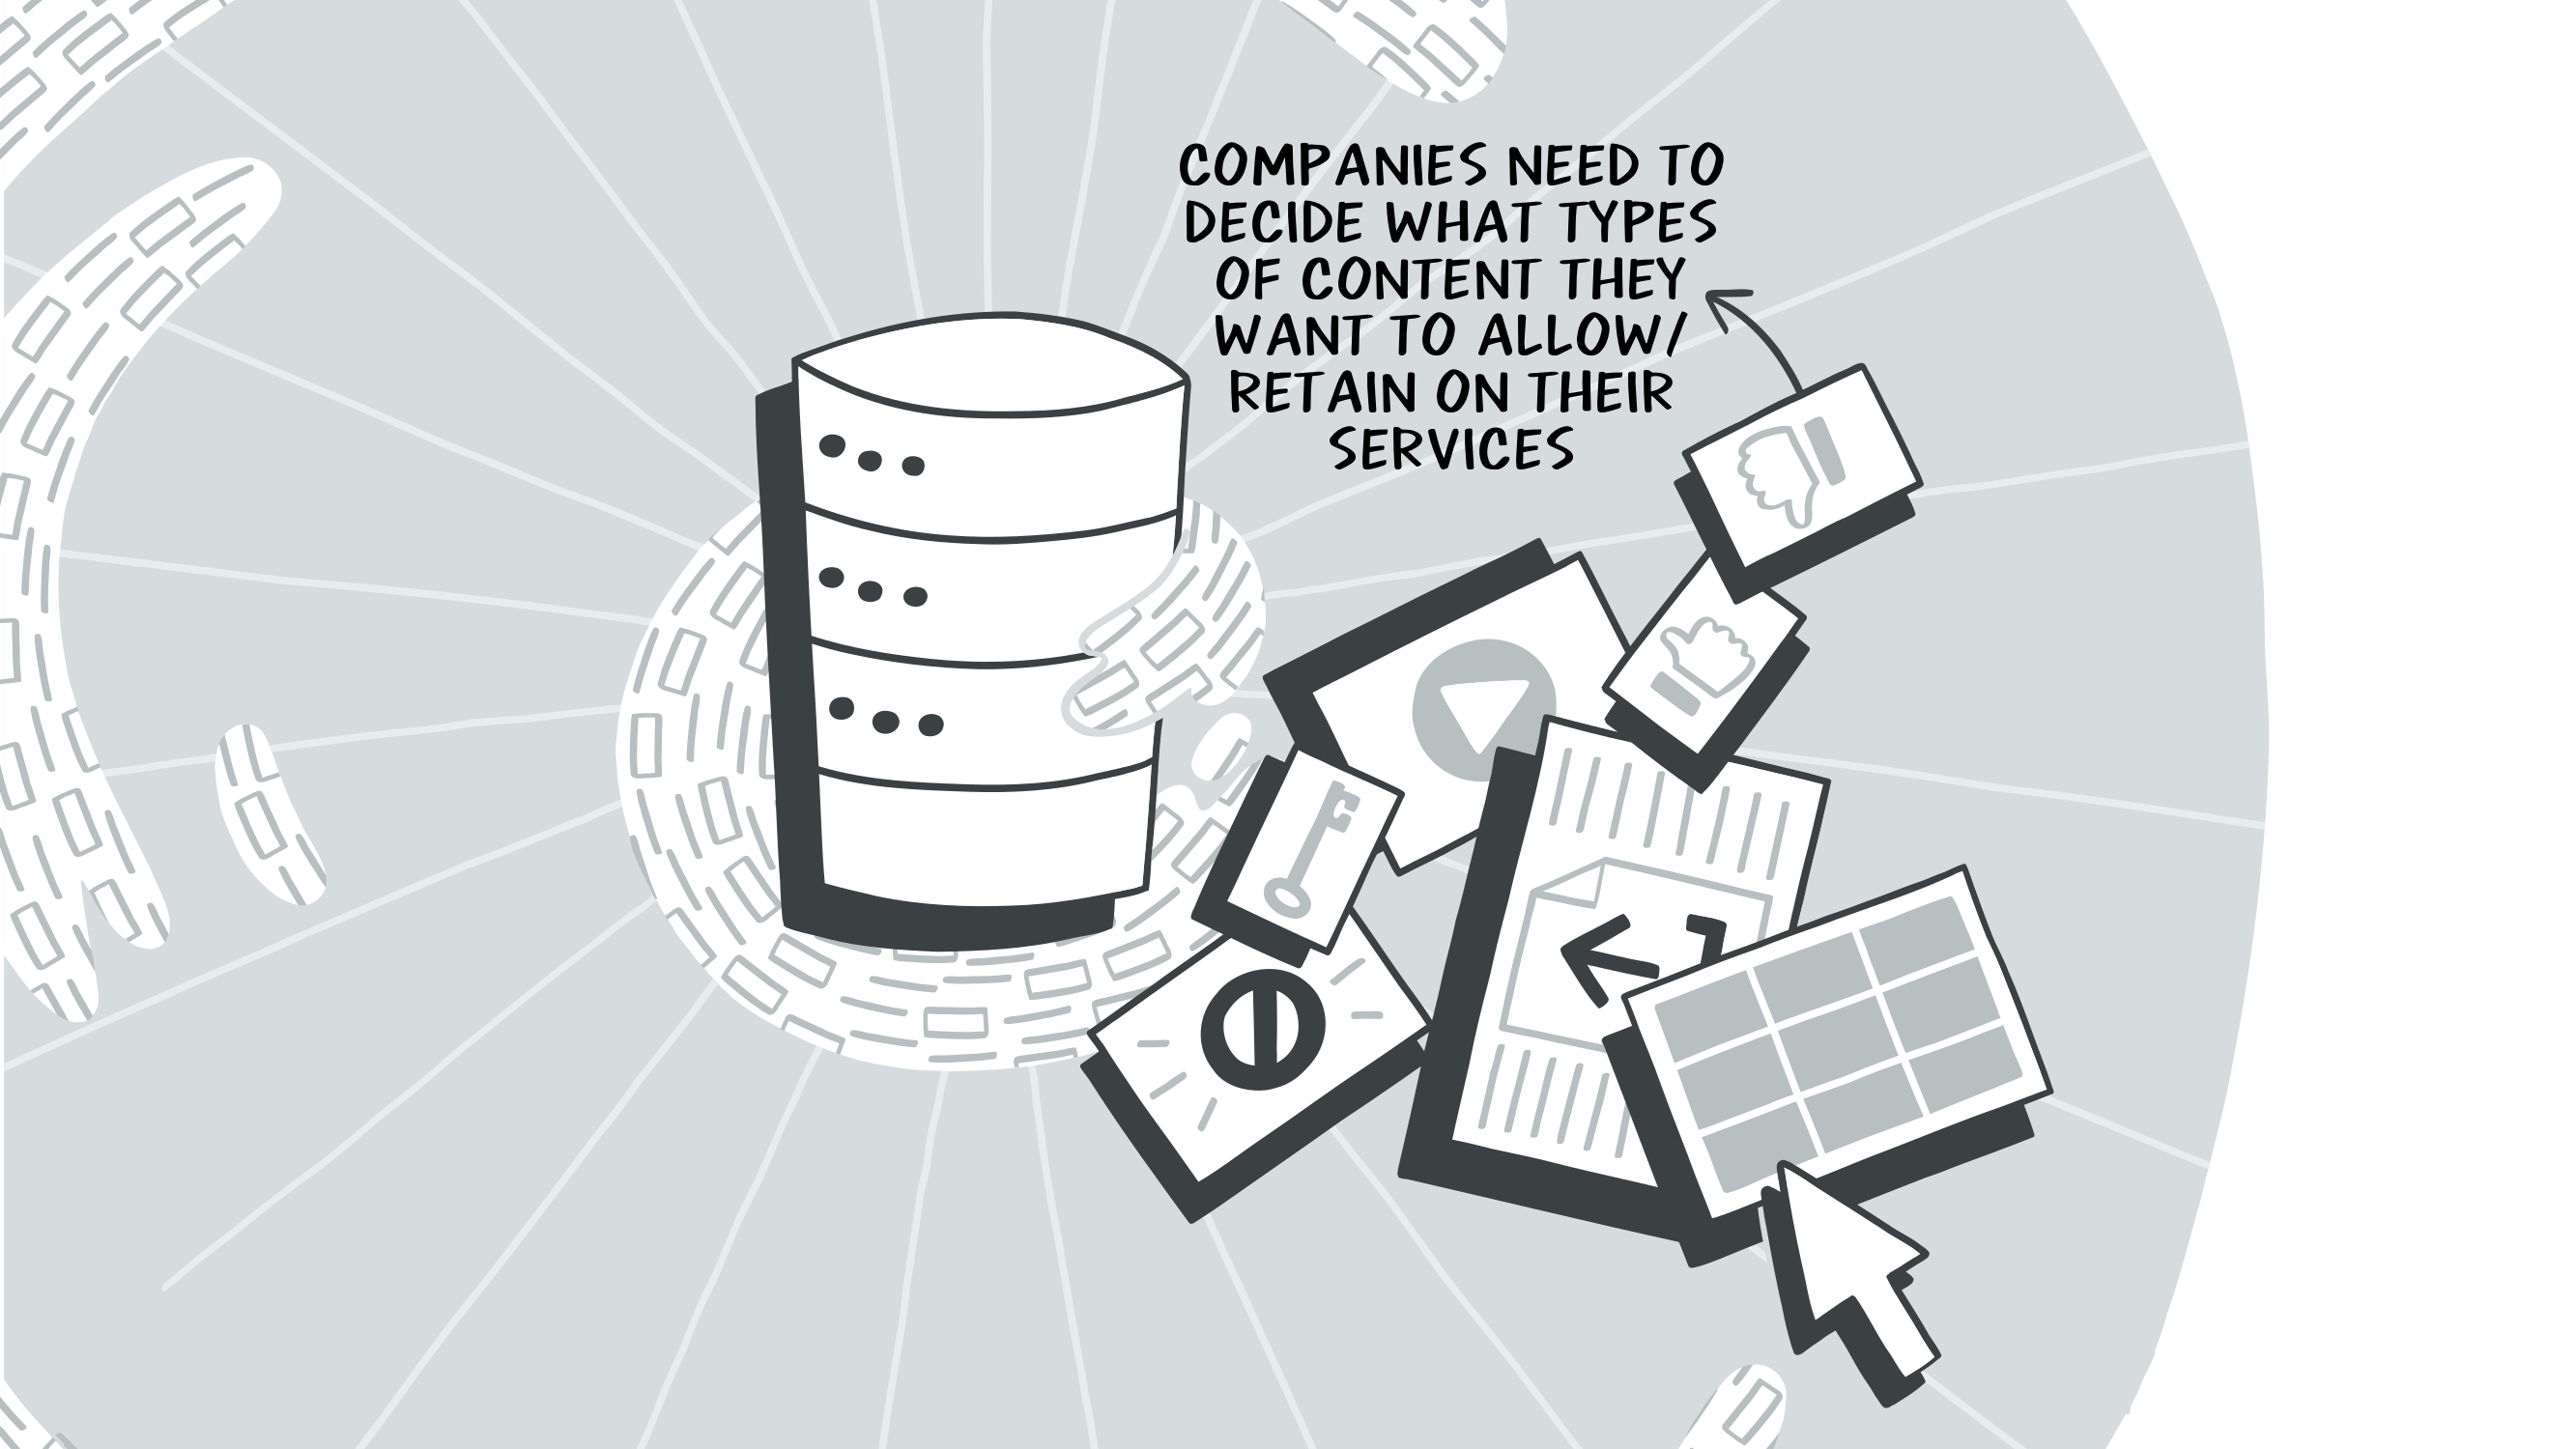 COMPANIES NEED TO
DECIDE WHAT TYPES
OF CONTENT THEY
WANT TO ALLOW/
RETAIN ON THEIR
SERVICES